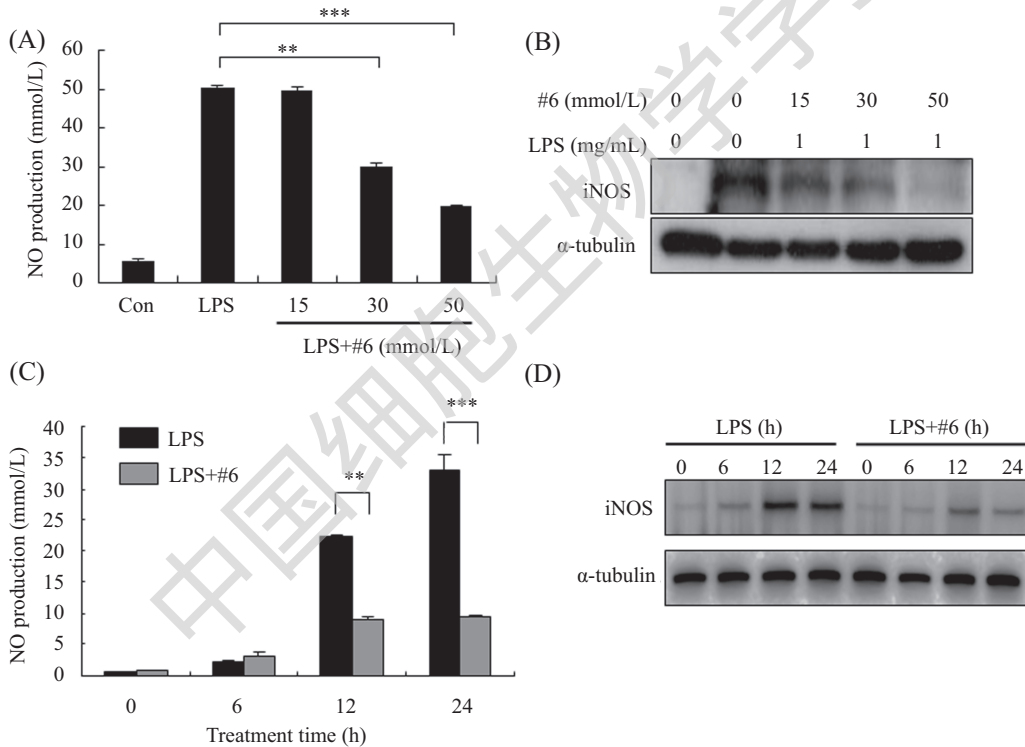 (A)
***
**
60
50
40
30
20
10
0
NO production (mmol/L)
Con LPS 15 30 50
LPS+#6 (mmol/L)
(B)
#6 (mmol/L) 0 0 15 30 50
LPS (mg/mL) 0 0 1 1 1
iNOS
α-tubulin
(C)
***
**
LPS
LPS+#6
40
35
30
25
20
15
10
5
0
NO production (mmol/L)
0 6 12 24
Treatment time (h)
(D)
LPS (h) LPS+#6 (h)
0 6 12 24 0 6 12 24
iNOS
α-tubulin
中国细胞生物学学